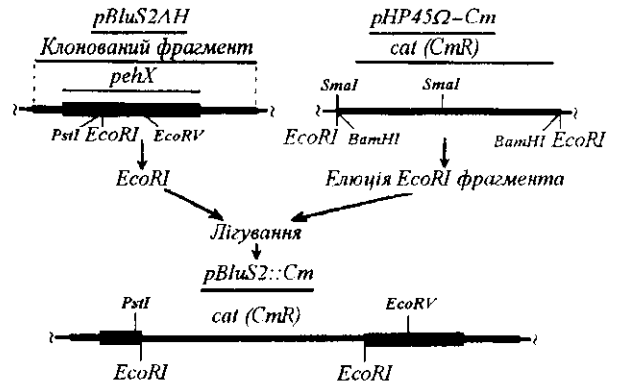 pBluS2ΔH pHP45Ω–Cm
Клонований фрагмент cat (CmR)
pehX
SmaI SmaI
PstI EcoRI EcoRV
EcoRI BamHI BamHI EcoRI
EcoRI Елюція EcoRI фрагмента
Лігування
pBluS2::Cm
PstI cat (CmR) EcoRV
EcoRI EcoRI